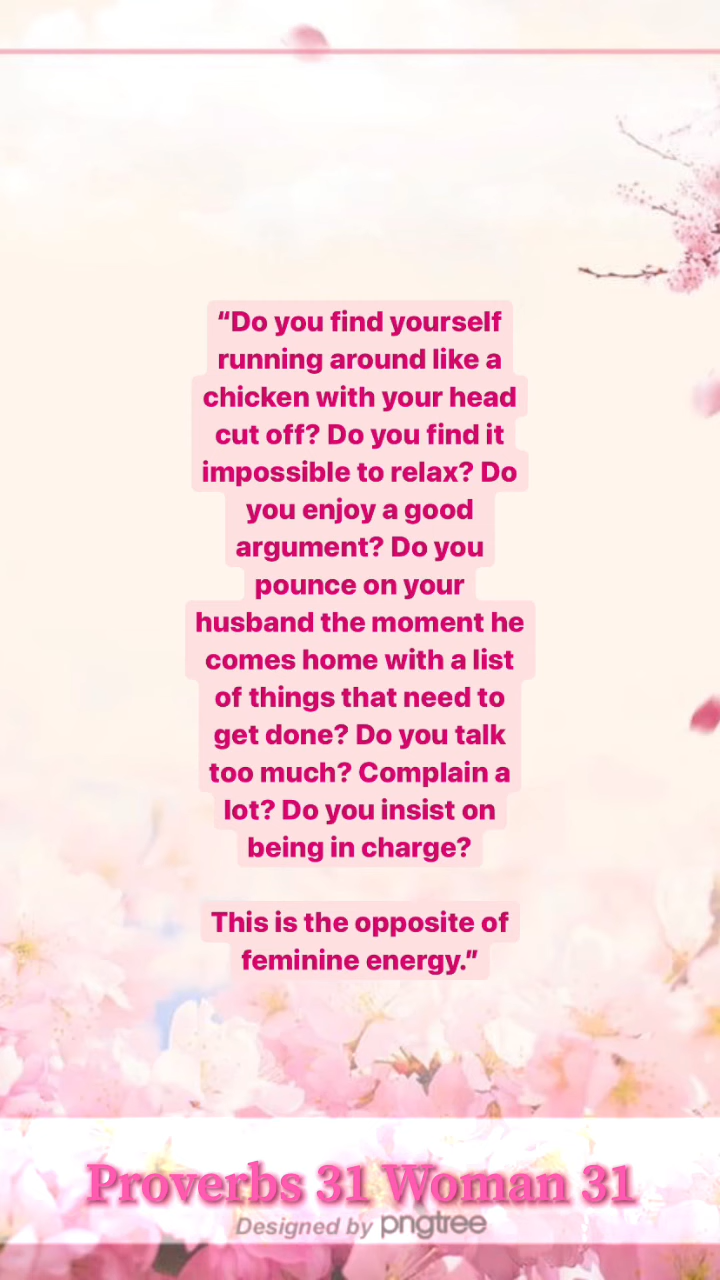 “Do you find yourself
running around like a
chicken with your head
cut off? Do you find it
impossible to relax? Do
you enjoy a good
argument? Do you
pounce on your
husband the moment he
comes home with a list
of things that need to
get done? Do you talk
too much? Complain a
lot? Do you insist on
being in charge?
This is the opposite of
feminine energy.”
Proverbs 31 Woman 31
Designed by pngtree